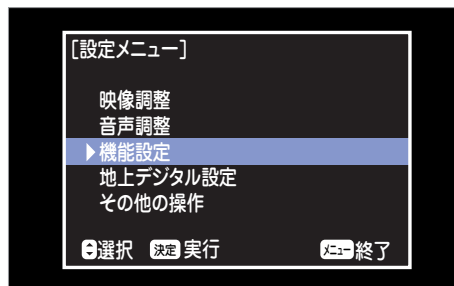 [設定メニュー]
映像調整
音声調整
機能設定
地上デジタル設定
その他の操作
選択 決定 実行 メニュー 終了